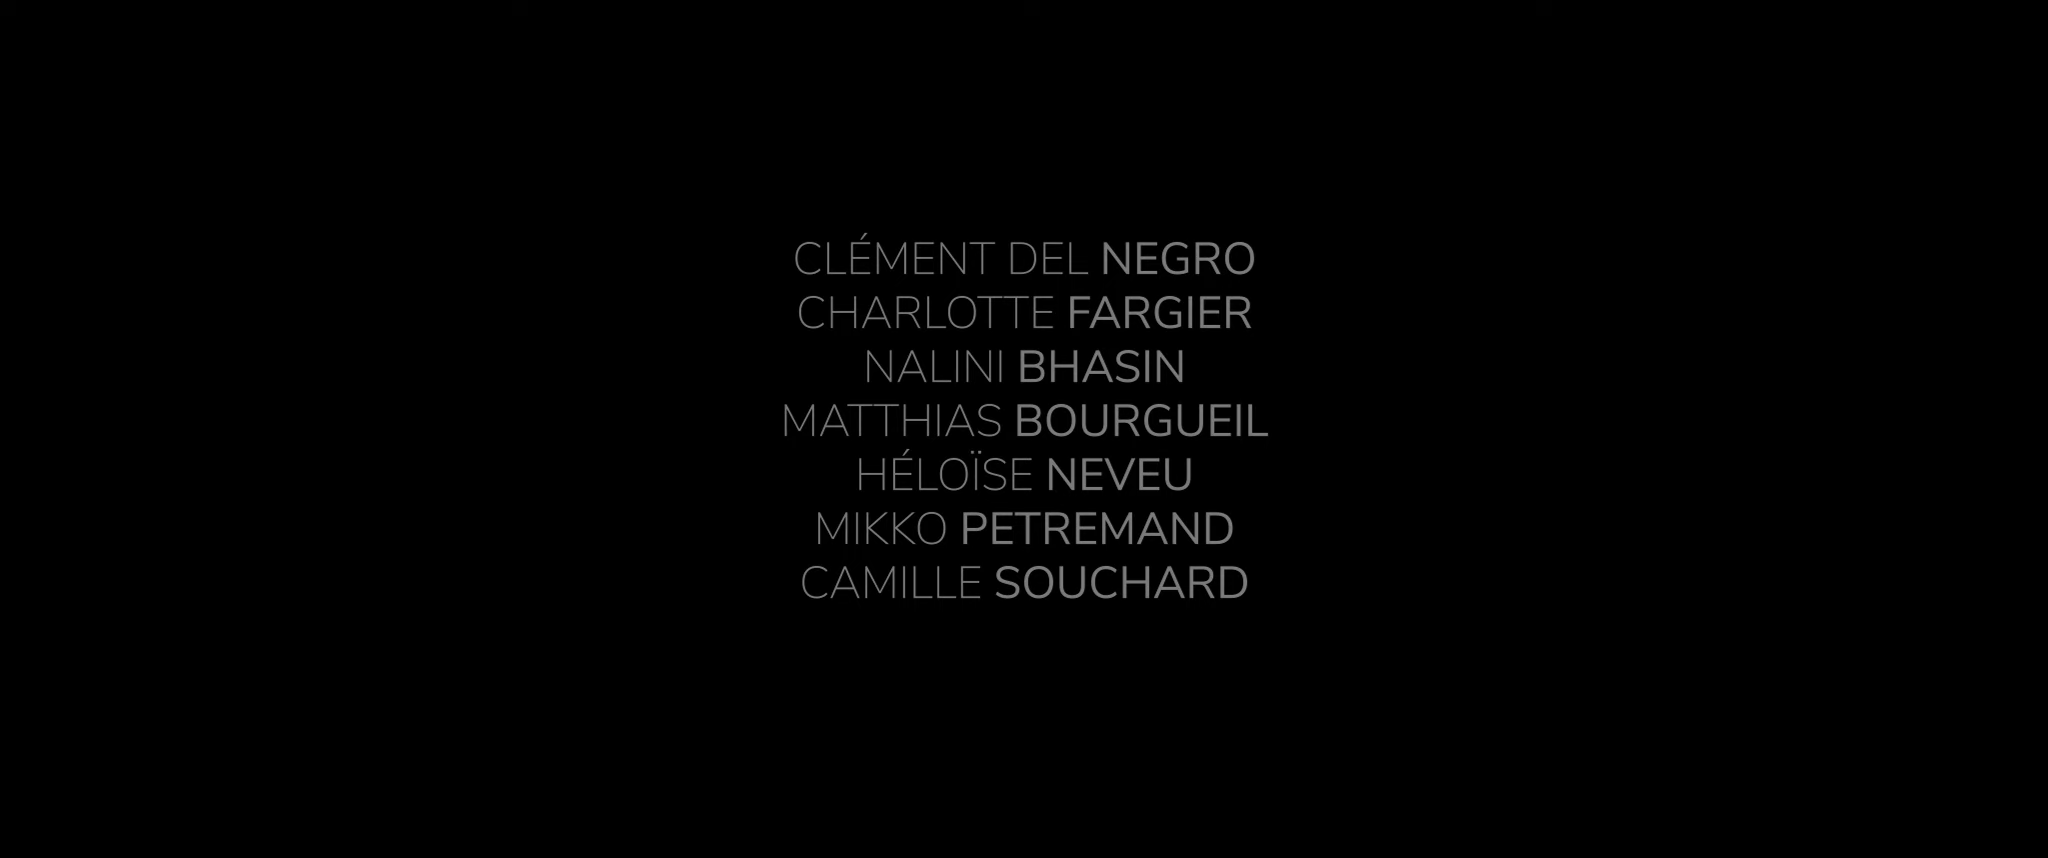 CLÉMENT DEL NEGRO
CHARLOTTE FARGIER
NALINI BHASIN
MATTHIAS BOURGUEIL
HÉLOÏSE NEVEU
MIKKO PETREMAND
CAMILLE SOUCHARD